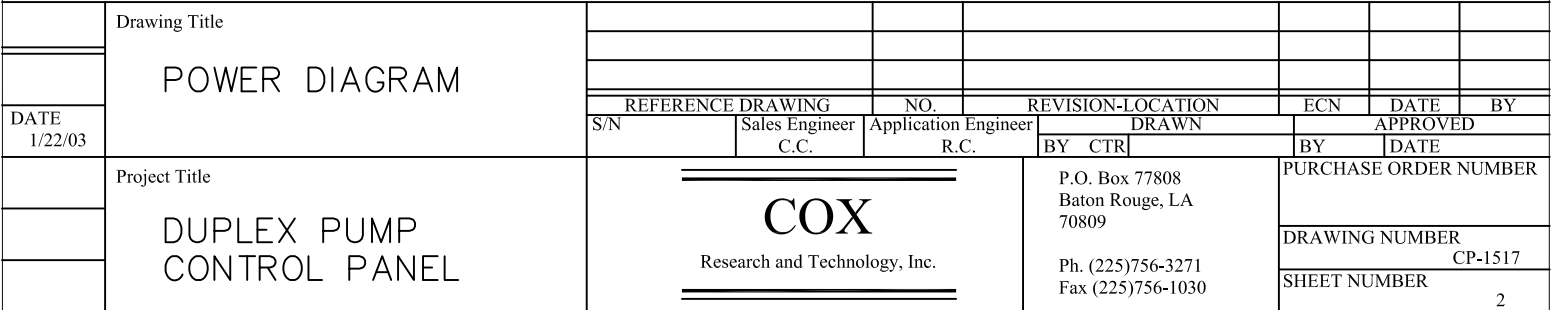 Drawing Title
POWER DIAGRAM
DATE
1/22/03
REFERENCE DRAWING NO. REVISION-LOCATION ECN DATE BY
S/N Sales Engineer Application Engineer DRAWN APPROVED
C.C. R.C. BY CTR BY DATE
Project Title
DUPLEX PUMP
CONTROL PANEL
COX
Research and Technology, Inc.
P.O. Box 77808
Baton Rouge, LA
70809
Ph. (225)756-3271
Fax (225)756-1030
PURCHASE ORDER NUMBER
DRAWING NUMBER
CP-1517
SHEET NUMBER
2